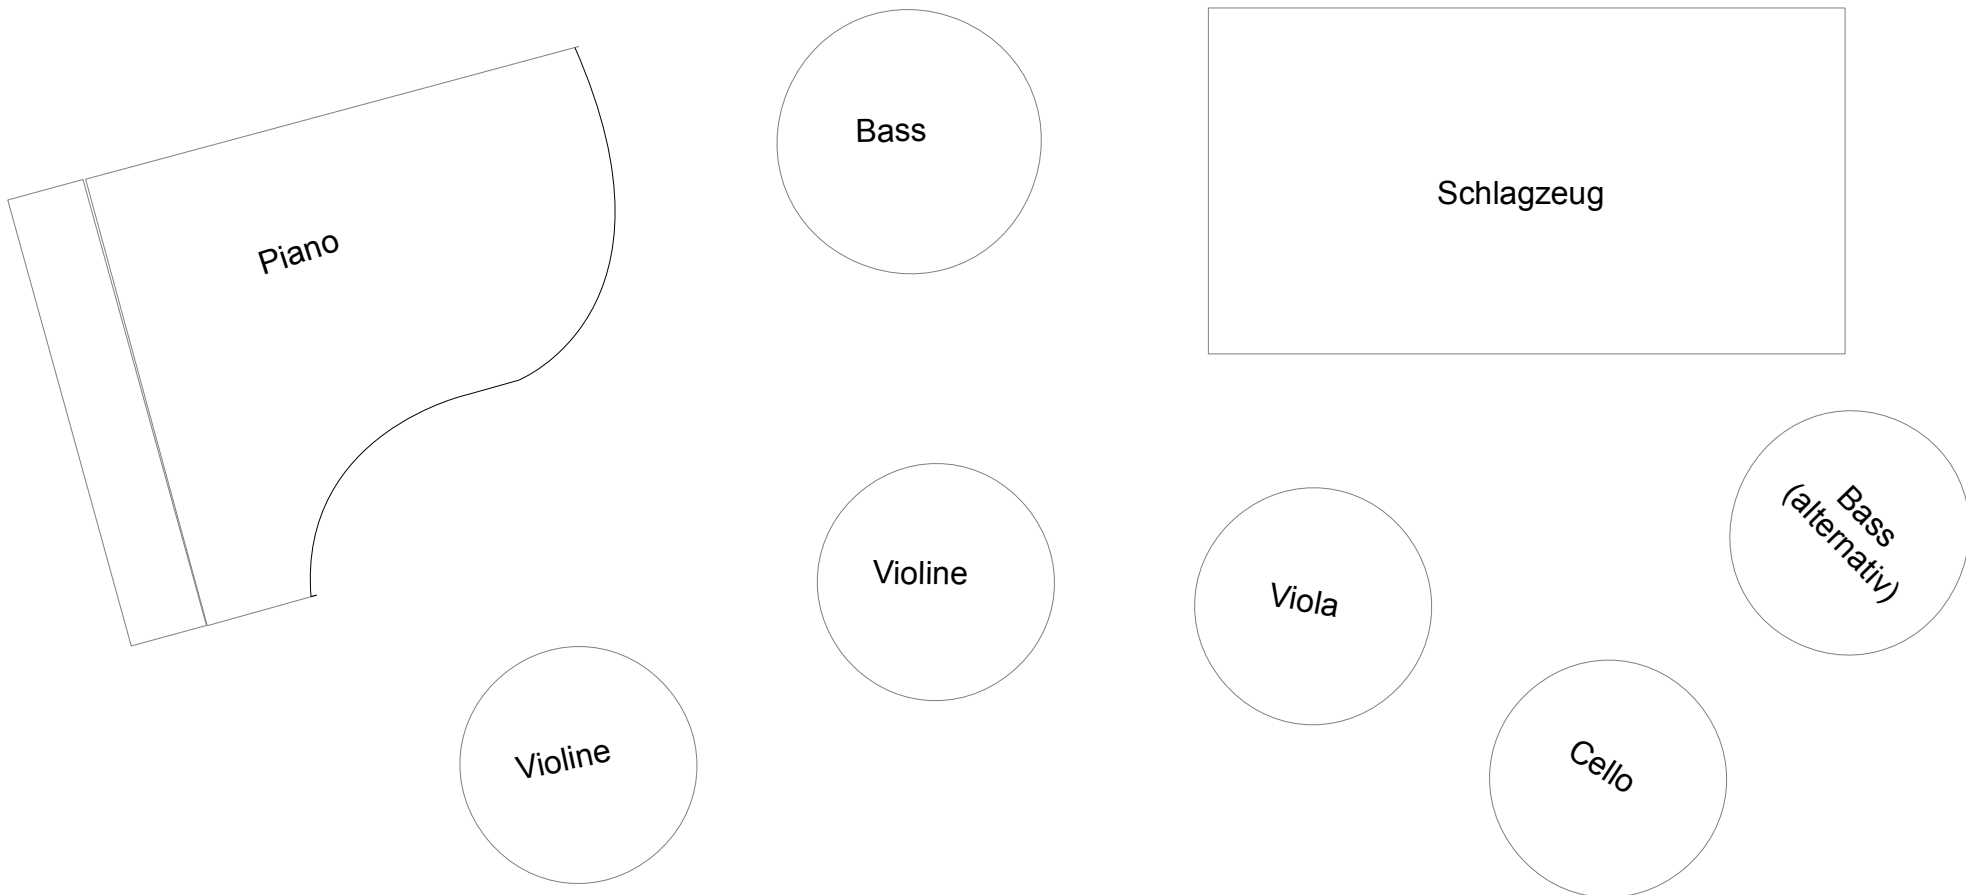 Piano
Bass
Schlagzeug
Violine
Violine
Viola
Cello
Bass
(alternativ)